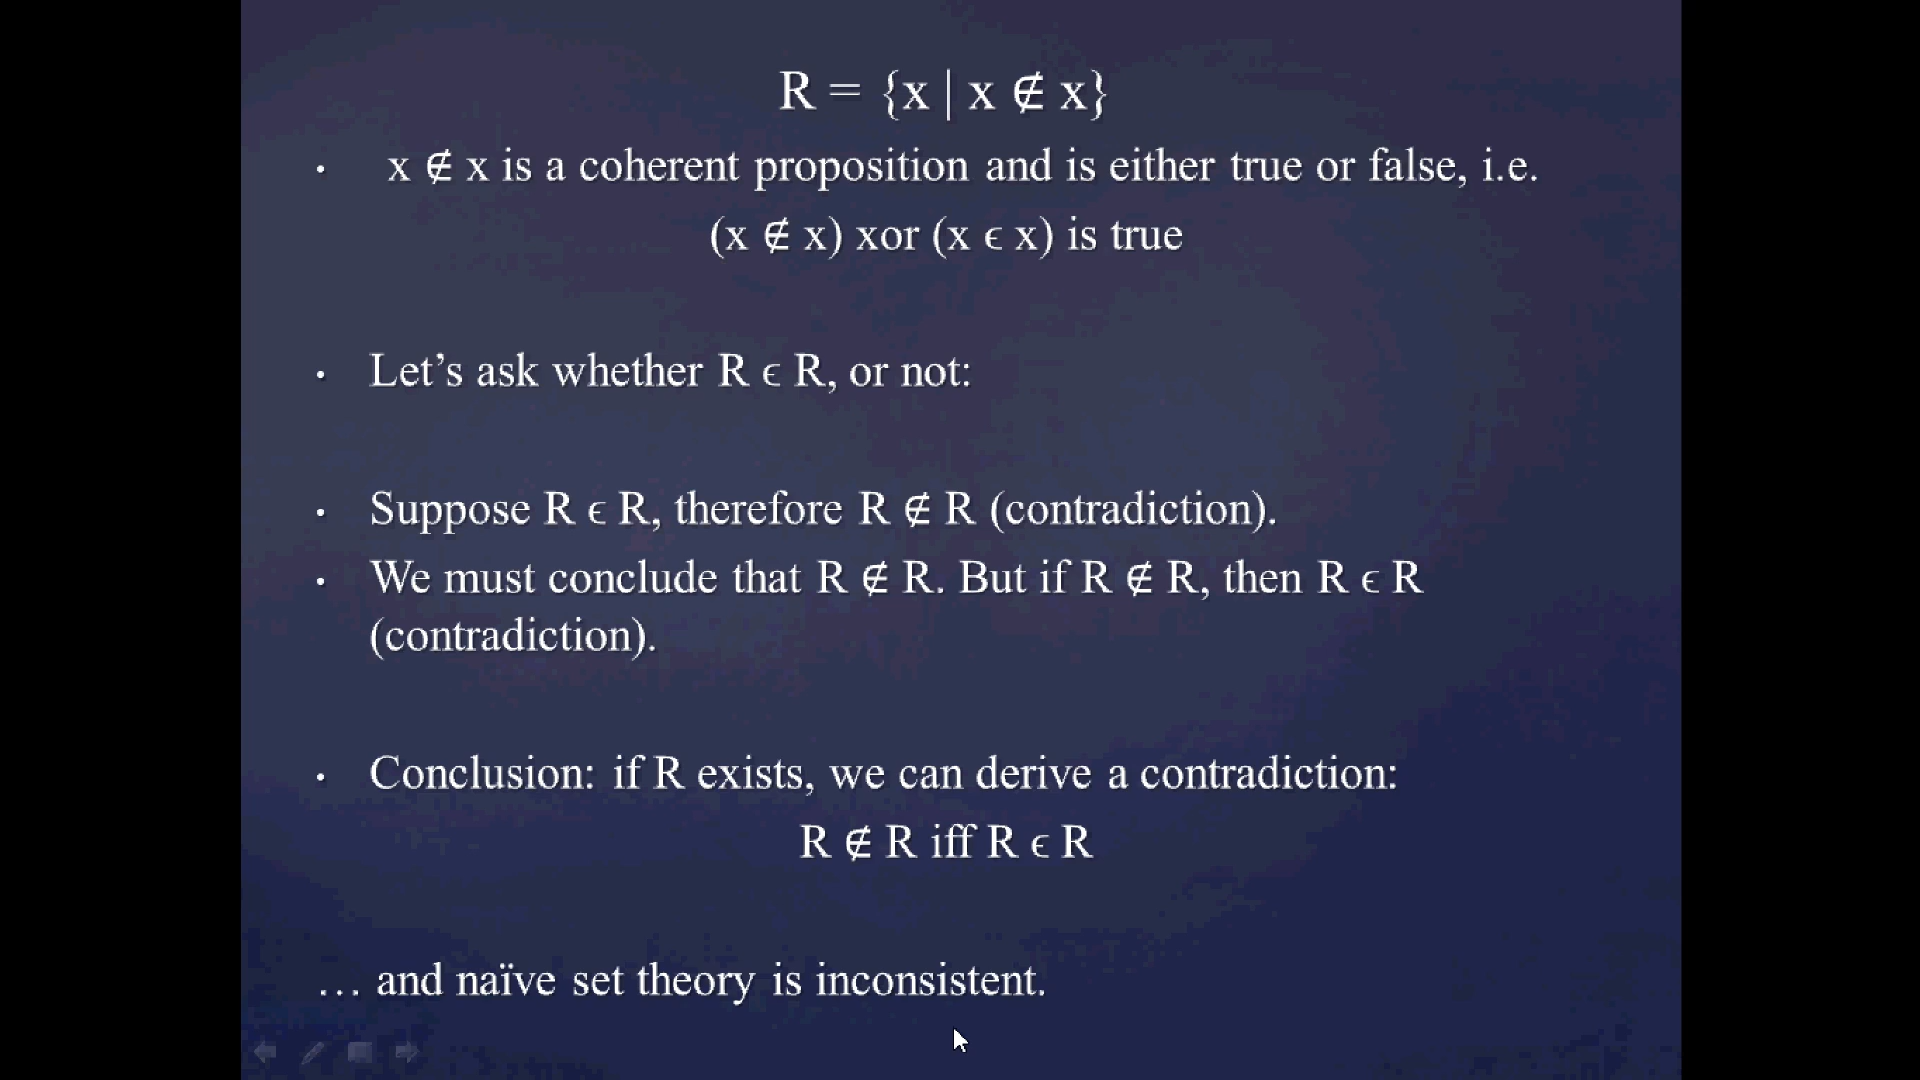 R = {x | x ∉ x}
• x ∉ x is a coherent proposition and is either true or false, i.e.
(x ∉ x) xor (x ϵ x) is true
• Let’s ask whether R ϵ R, or not:
• Suppose R ϵ R, therefore R ∉ R (contradiction).
• We must conclude that R ∉ R. But if R ∉ R, then R ϵ R
(contradiction).
• Conclusion: if R exists, we can derive a contradiction:
R ∉ R iff R ϵ R
… and naïve set theory is inconsistent.